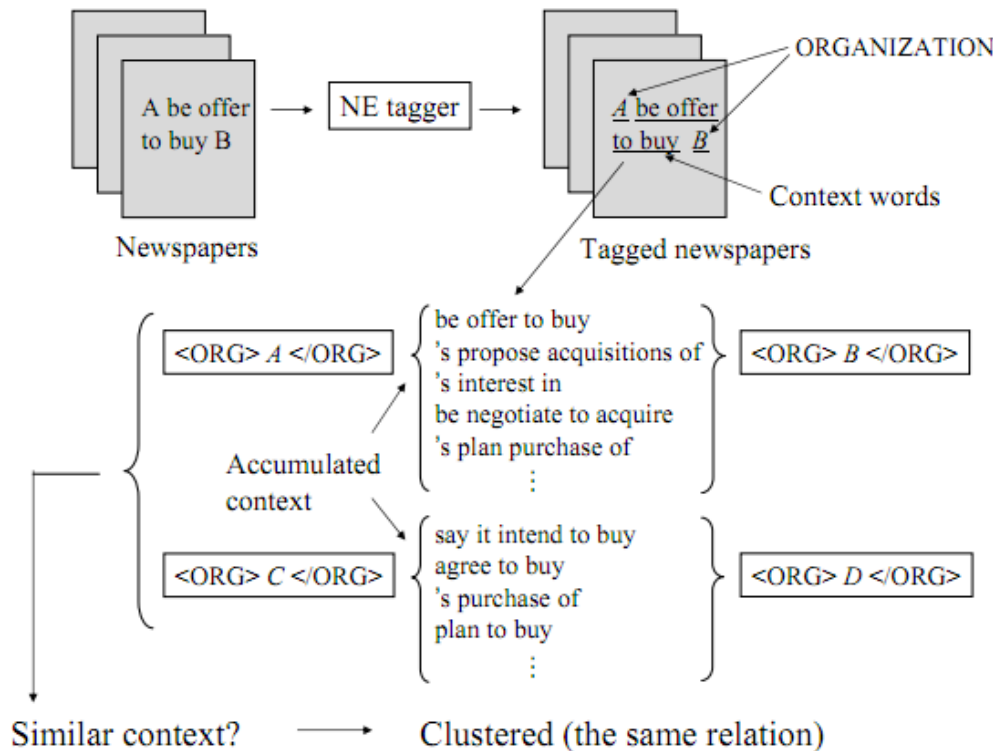 A be offer
to buy B
NE tagger
A be offer
to buy B
ORGANIZATION
Context words
Newspapers
Tagged newspapers
<ORG> A </ORG>
be offer to buy
's propose acquisitions of
's interest in
be negotiate to acquire
's plan purchase of
⋮
<ORG> B </ORG>
Accumulated
context
<ORG> C </ORG>
say it intend to buy
agree to buy
's purchase of
plan to buy
⋮
<ORG> D </ORG>
Similar context?
Clustered (the same relation)